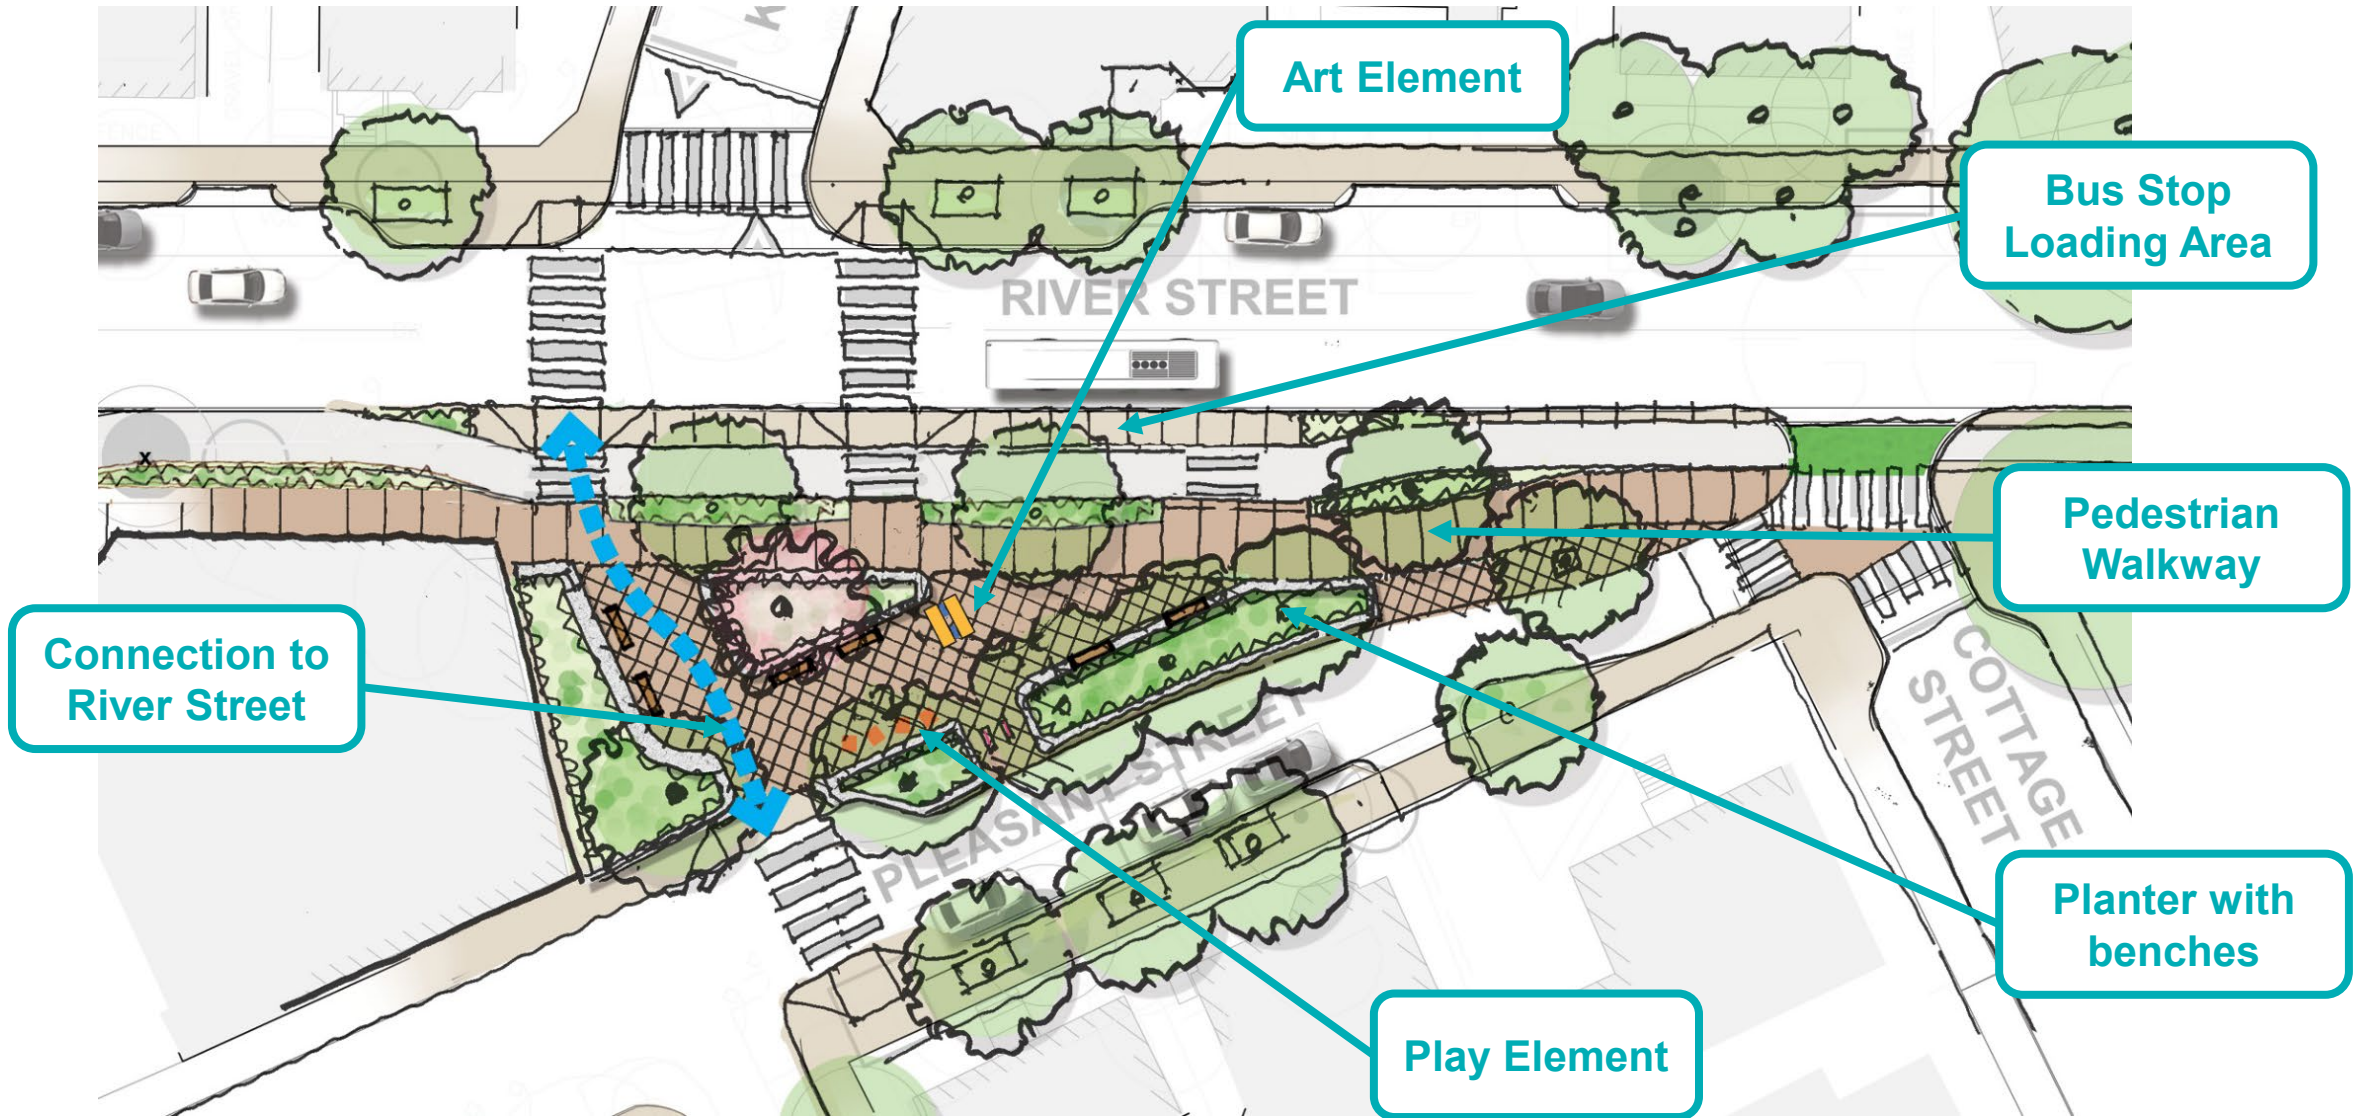 Art Element
Bus Stop
Loading Area
RIVER STREET
Pedestrian
Walkway
Connection to
River Street
COTTAGE
STREET
PLEASANT STREET
Planter with
benches
Play Element
K
x
FENCE